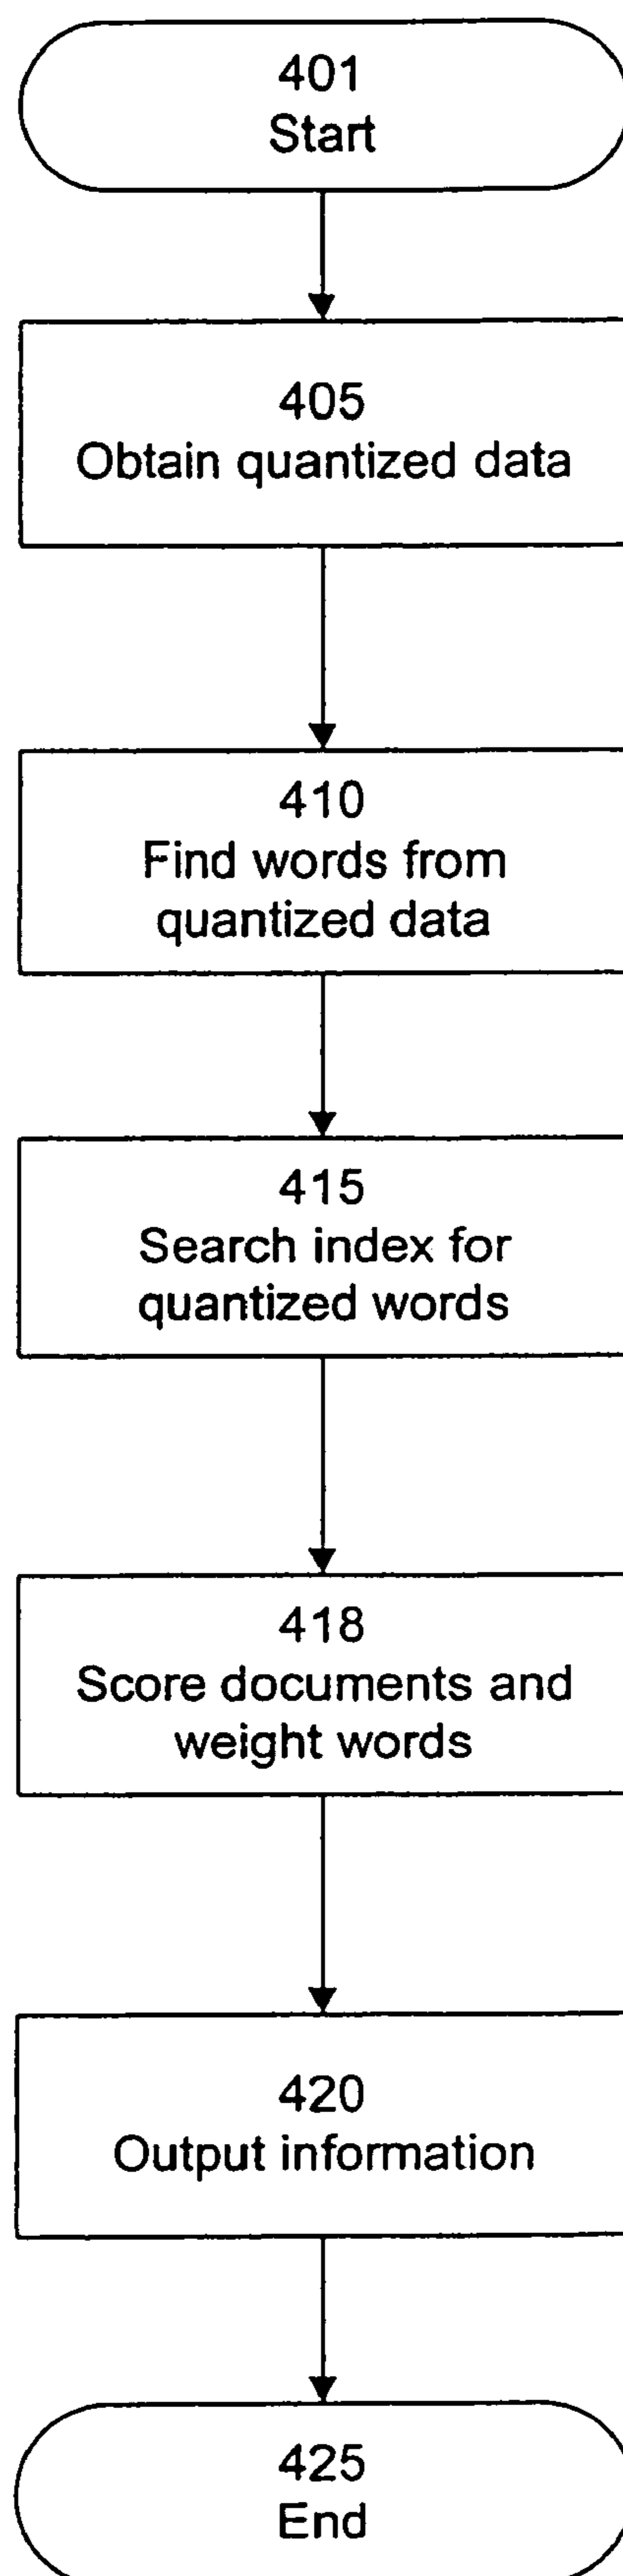 401
Start
405
Obtain quantized data
410
Find words from
quantized data
415
Search index for
quantized words
418
Score documents and
weight words
420
Output information
425
End